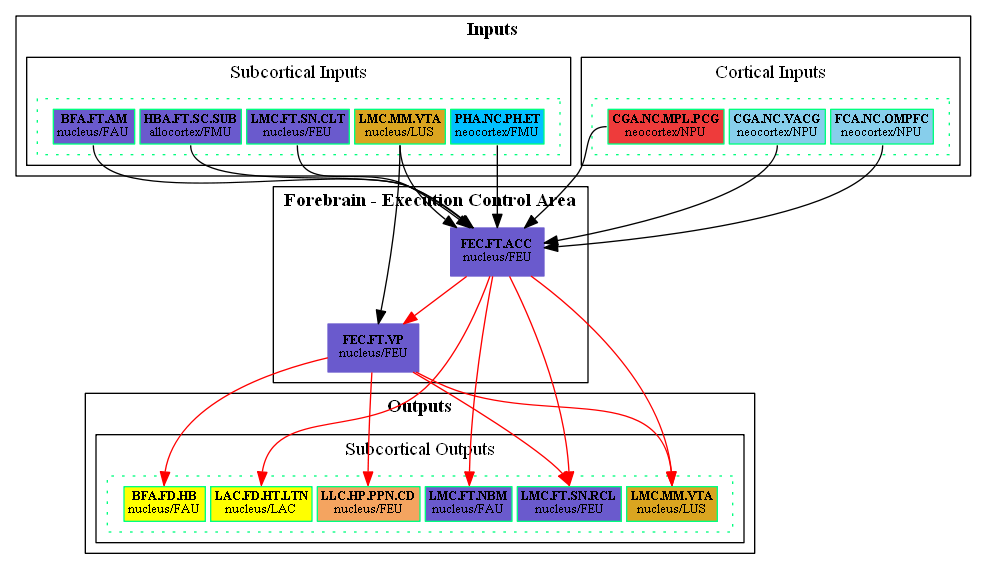 Inputs
Subcortical Inputs
Cortical Inputs
BFA.FT.AM
nucleus/FAU
HBA.FT.SC.SUB
allocortex/FMU
LMC.FT.SN.CLT
nucleus/FEU
LMC.MM.VTA
nucleus/LUS
PHA.NC.PH.ET
neocortex/FMU
CGA.NC.MPL.PCG
neocortex/NPU
CGA.NC.VACG
neocortex/NPU
FCA.NC.OMPFC
neocortex/NPU
Forebrain - Execution Control Area
FEC.FT.ACC
nucleus/FEU
FEC.FT.VP
nucleus/FEU
Outputs
Subcortical Outputs
BFA.FD.HB
nucleus/FAU
LAC.FD.HT.LTN
nucleus/LAC
LLC.HP.PPN.CD
nucleus/FEU
LMC.FT.NBM
nucleus/FAU
LMC.FT.SN.RCL
nucleus/FEU
LMC.MM.VTA
nucleus/LUS